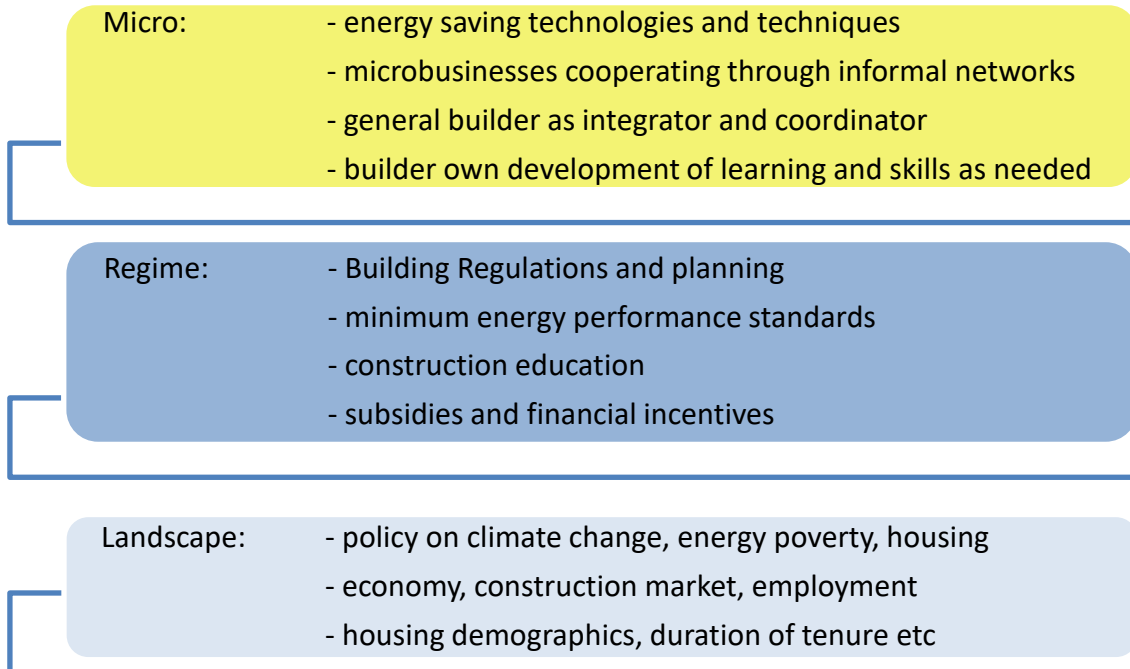 Micro: - energy saving technologies and techniques
- microbusinesses cooperating through informal networks
- general builder as integrator and coordinator
- builder own development of learning and skills as needed
Regime: - Building Regulations and planning
- minimum energy performance standards
- construction education
- subsidies and financial incentives
Landscape: - policy on climate change, energy poverty, housing
- economy, construction market, employment
- housing demographics, duration of tenure etc